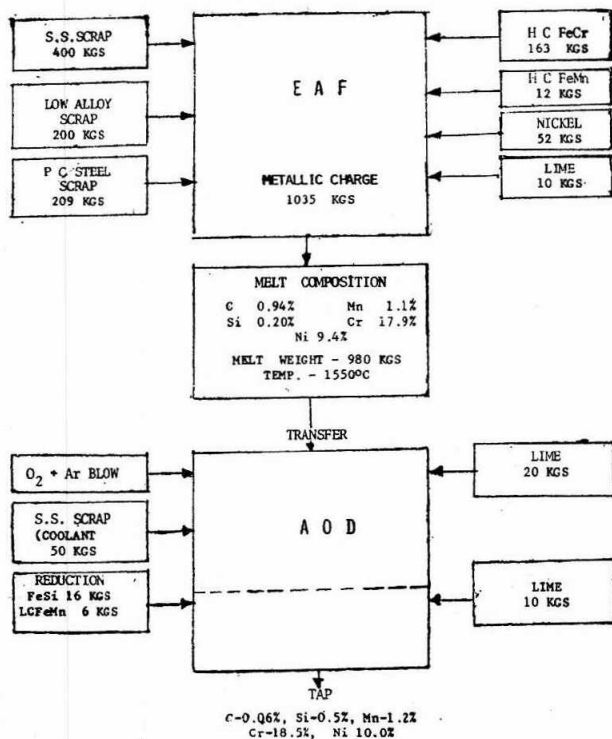 S.S.SCRAP
400 KGS
LOW ALLOY
SCRAP
200 KGS
P C STEEL
SCRAP
209 KGS
E A F
METALLIC CHARGE
1035 KGS
H C FeCr
163 KGS
H C FeMn
12 KGS
NICKEL
52 KGS
LIME
10 KGS
MELT COMPOSITION
C 0.94% Mn 1.1%
Si 0.20% Cr 17.9%
Ni 9.4%
MELT WEIGHT - 980 KGS
TEMP. - 1550ºC
TRANSFER
O2 + Ar BLOW
S.S. SCRAP
(COOLANT
50 KGS
REDUCTION
FeSi 16 KGS
LCFeMn 6 KGS
A O D
LIME
20 KGS
LIME
10 KGS
TAP
C-0.06%, Si-0.5%, Mn-1.2%
Cr-18.5%, Ni 10.0%